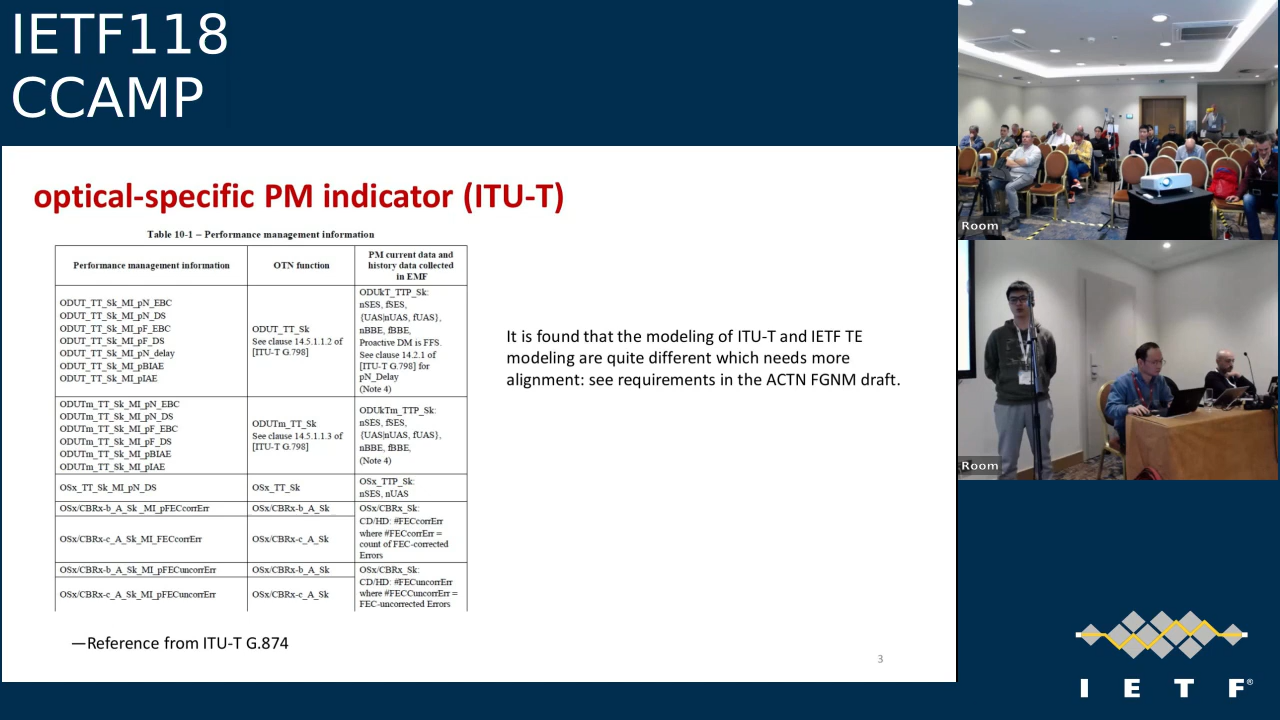 IETF118
CCAMP
optical-specific PM indicator (ITU-T)
Table 10-1 – Performance management information
Performance management information
OTN function
PM current data and
history data collected
in EMF
ODUT_TT_Sk_MI_pN_EBC
ODUT_TT_Sk_MI_pN_DS
ODUT_TT_Sk_MI_pF_EBC
ODUT_TT_Sk_MI_pF_DS
ODUT_TT_Sk_MI_pN_delay
ODUT_TT_Sk_MI_pBIAE
ODUT_TT_Sk_MI_pIAE
ODUT_TT_Sk
See clause 14.5.1.1.2 of
[ITU-T G.798]
ODUkT_TTP_Sk:
nSES, fSES,
{UAS|nUAS, fUAS},
nBBE, fBBE,
Proactive DM is FFS.
See clause 14.2.1 of
[ITU-T G.798] for
pN_Delay
(Note 4)
ODUTm_TT_Sk_MI_pN_EBC
ODUTm_TT_Sk_MI_pN_DS
ODUTm_TT_Sk_MI_pF_EBC
ODUTm_TT_Sk_MI_pF_DS
ODUTm_TT_Sk_MI_pBIAE
ODUTm_TT_Sk_MI_pIAE
ODUTm_TT_Sk
See clause 14.5.1.1.3 of
[ITU-T G.798]
ODUkTm_TTP_Sk:
nSES, fSES,
{UAS|nUAS, fUAS},
nBBE, fBBE,
(Note 4)
OSx_TT_Sk_MI_pN_DS
OSx_TT_Sk
OSx_TTP_Sk:
nSES, nUAS
OSx/CBRx-b_A_Sk _MI_pFECcorrErr
OSx/CBRx-b_A_Sk
OSx/CBRx_Sk:
CD/HD: #FECcorrErr
where #FECcorrErr =
count of FEC-corrected
Errors
OSx/CBRx-c_A_Sk_MI_FECcorrErr
OSx/CBRx-c_A_Sk
OSx/CBRx-b_A_Sk_MI_pFECuncorrErr
OSx/CBRx-b_A_Sk
OSx/CBRx_Sk:
CD/HD: #FECuncorrErr
where #FECCuncorrErr =
FEC-uncorrected Errors
OSx/CBRx-c_A_Sk_MI_pFECuncorrErr
OSx/CBRx-c_A_Sk
It is found that the modeling of ITU-T and IETF TE
modeling are quite different which needs more
alignment: see requirements in the ACTN FGNM draft.
—Reference from ITU-T G.874
3
Room
Room
I E T F®